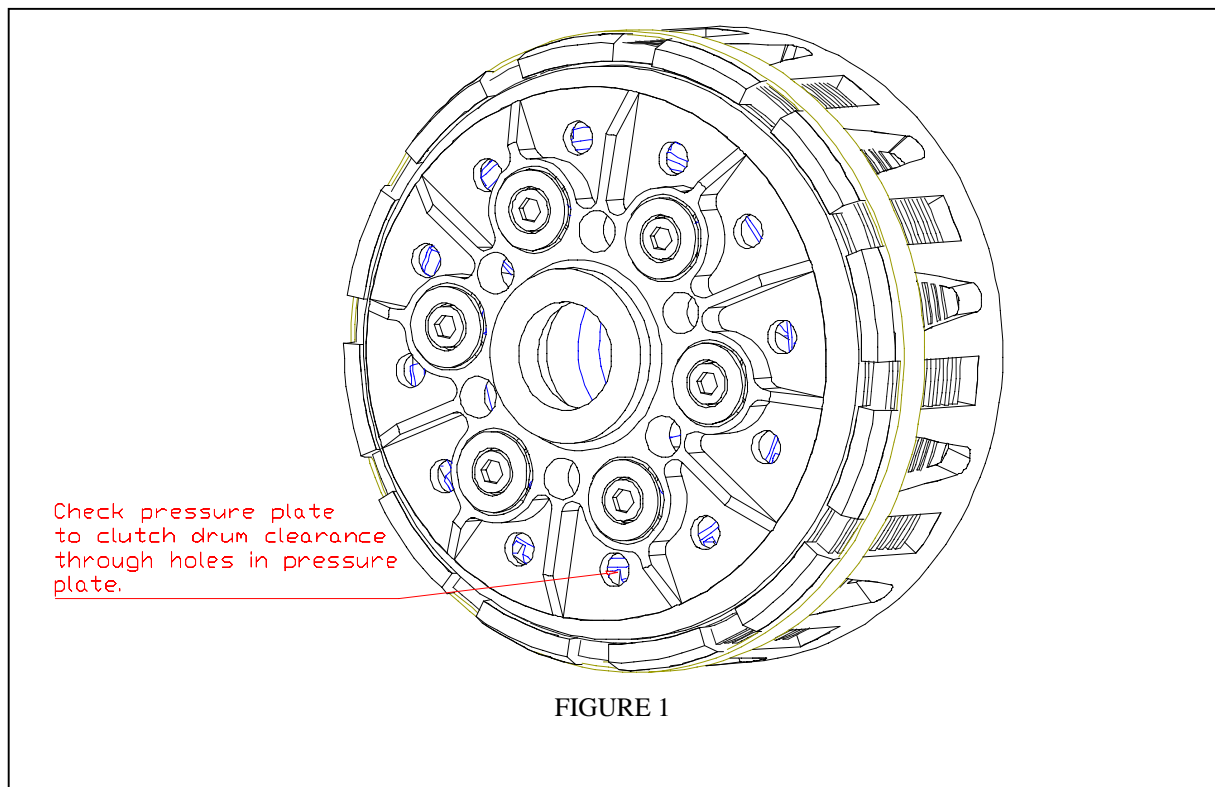 Check pressure plate
to clutch drum clearance
through holes in pressure
plate.
FIGURE 1